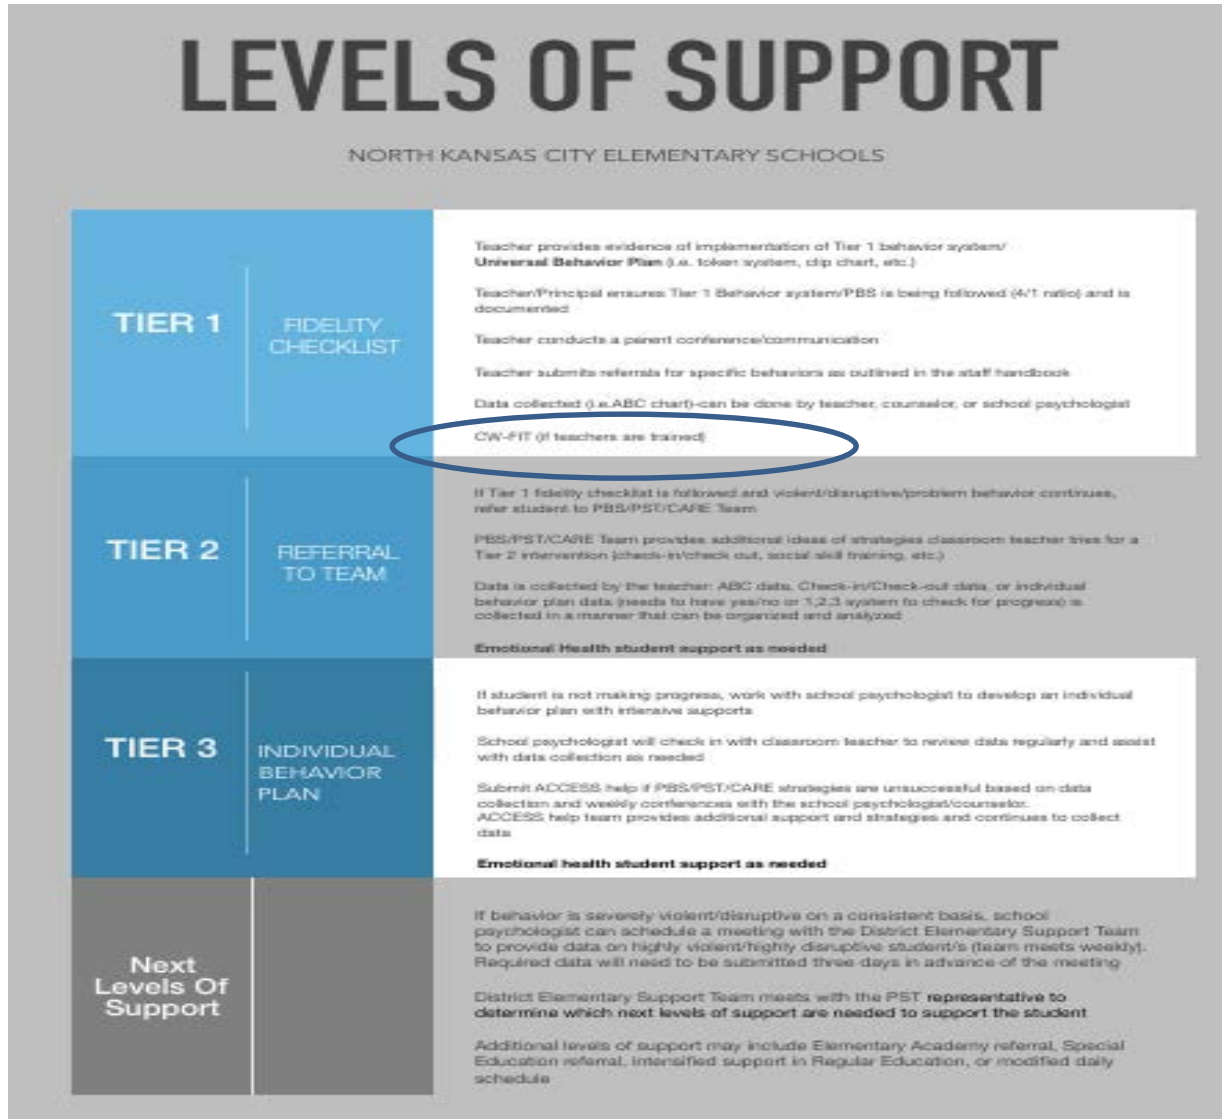 LEVELS OF SUPPORT
NORTH KANSAS CITY ELEMENTARY SCHOOLS
TIER 1
FIDELITY
CHECKLIST
Teacher provides evidence of implementation of Tier 1 behavior system/
Universal Behavior Plan (i.e. token system, clip chart, etc.)
Teacher/Principal ensures Tier 1 Behavior system/PBS is being followed (4/1 ratio) and is
documented
Teacher conducts a parent conference/communication
Teacher submits referrals for specific behaviors as outlined in the staff handbook
Data collected (i.e.ABC chart)-can be done by teacher, counselor, or school psychologist
CW-FIT (if teachers are trained)
TIER 2
REFERRAL
TO TEAM
If Tier 1 fidelity checklist is followed and violent/disruptive/problem behavior continues,
refer student to PBS/PST/CARE Team
PBS/PST/CARE Team provides additional ideas of strategies classroom teacher tries for a
Tier 2 intervention (check-in/check out, social skill training, etc.)
Data is collected by the teacher: ABC data, Check-in/Check-out data, or individual
behavior plan data (needs to have yes/no or 1,2,3 system to check for progress) is
collected in a manner that can be organized and analyzed
Emotional Health student support as needed
TIER 3
INDIVIDUAL
BEHAVIOR
PLAN
If student is not making progress, work with school psychologist to develop an individual
behavior plan with intensive supports
School psychologist will check in with classroom teacher to review data regularly and assist
with data collection as needed
Submit ACCESS help if PBS/PST/CARE strategies are unsuccessful based on data
collection and weekly conferences with the school psychologist/counselor.
ACCESS help team provides additional support and strategies and continues to collect
data
Emotional health student support as needed
Next
Levels Of
Support
If behavior is severely violent/disruptive on a consistent basis, school
psychologist can schedule a meeting with the District Elementary Support Team
to provide data on highly violent/highly disruptive student/s (team meets weekly).
Required data will need to be submitted three days in advance of the meeting
District Elementary Support Team meets with the PST representative to
determine which next levels of support are needed to support the student
Additional levels of support may include Elementary Academy referral, Special
Education referral, intensified support in Regular Education, or modified daily
schedule